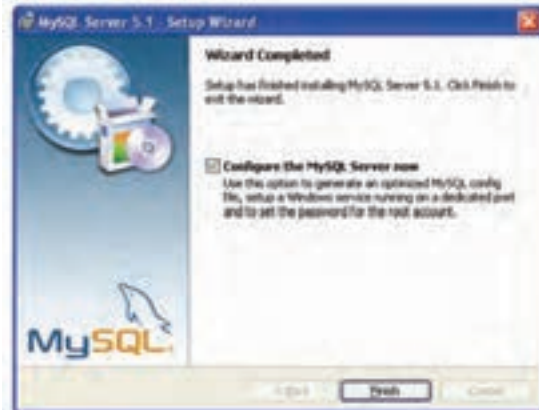 MySQL Server 5.1 - Setup Wizard
Wizard Completed
Setup has finished installing MySQL Server 5.1. Click Finish to
exit the wizard.
Configure the MySQL Server now
Use this option to generate an optimized MySQL config
file, setup a Windows service running on a dedicated port
and to set the password for the root account.
MySQL
< Back
Finish
Cancel